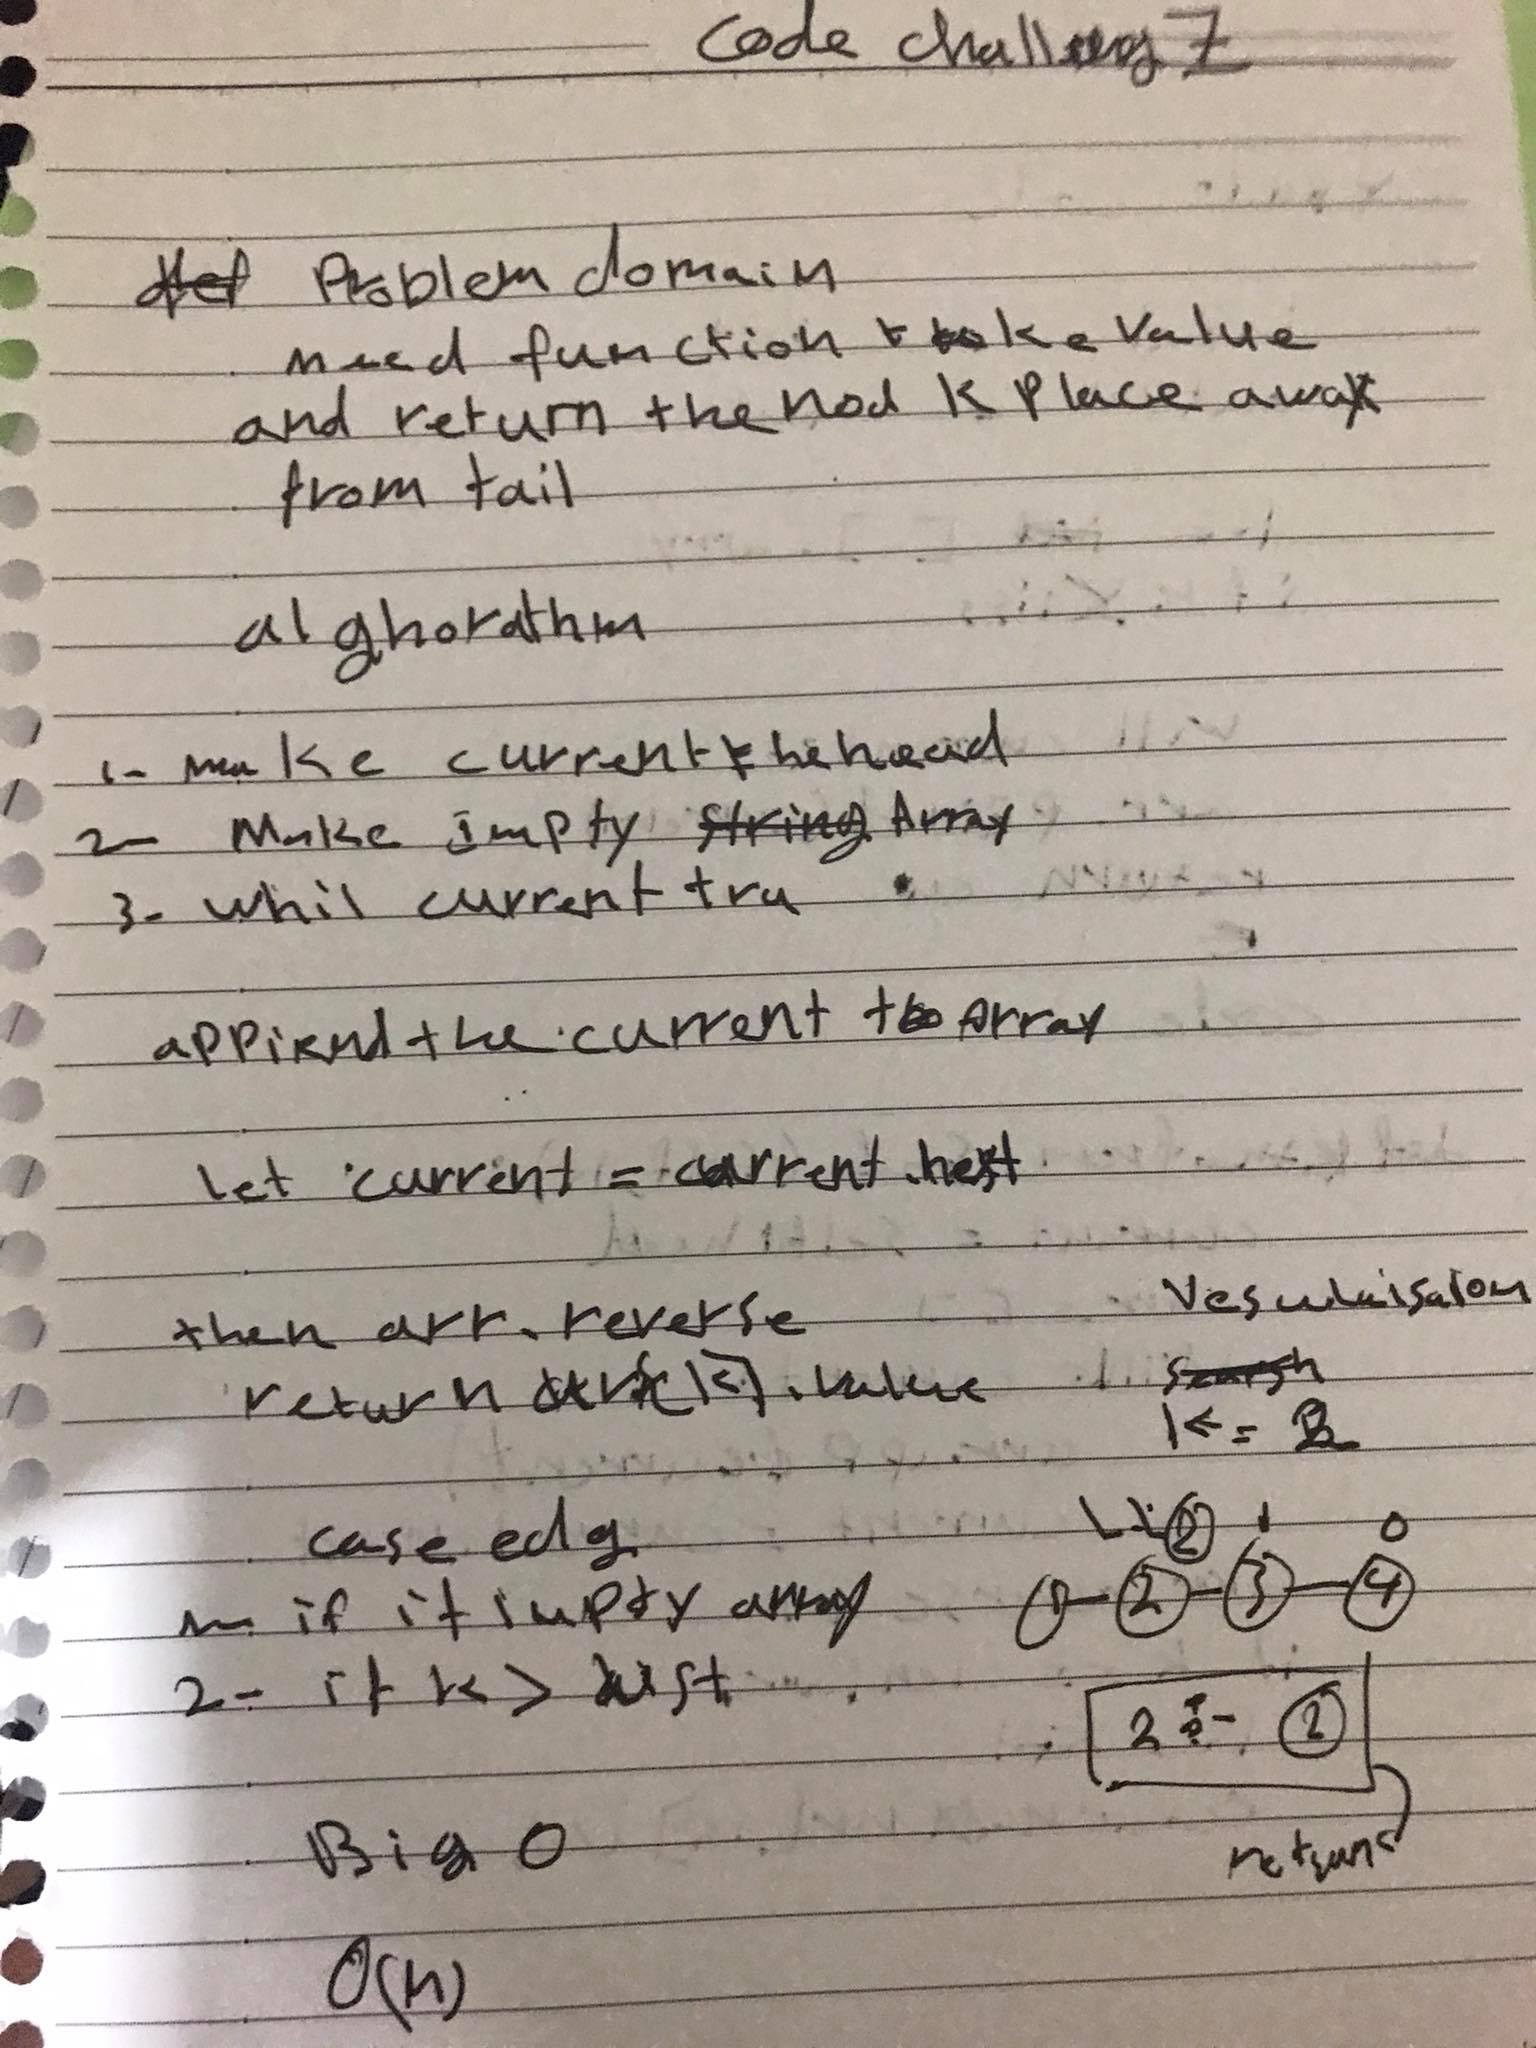 Code challeng 7
Problem domain
need function t take value
and return the nod k place away
from tail
alghorathm
1- make current the head
2- Make impty Array
3- whil current tru
appiend the current to Array
let current = current.next
then arr.reverse
return arr[k].value
Vesulaisaion
k = 2
case edg
1- if it impty array
2- if k > list
LL 2 1 0
1 - 2 - 3 - 4
2 :- 2
return
Big O
O(n)